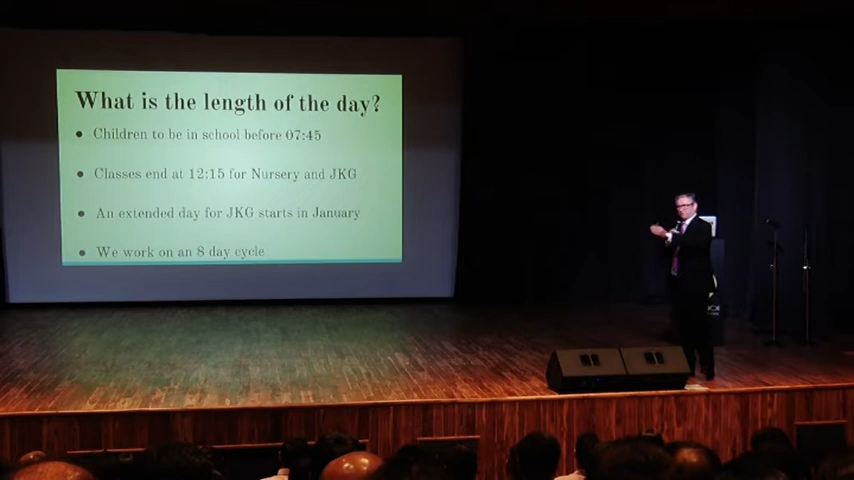 What is the length of the day?
● Children to be in school before 07:45
● Classes end at 12:15 for Nursery and JKG
● An extended day for JKG starts in January
● We work on an 8 day cycle